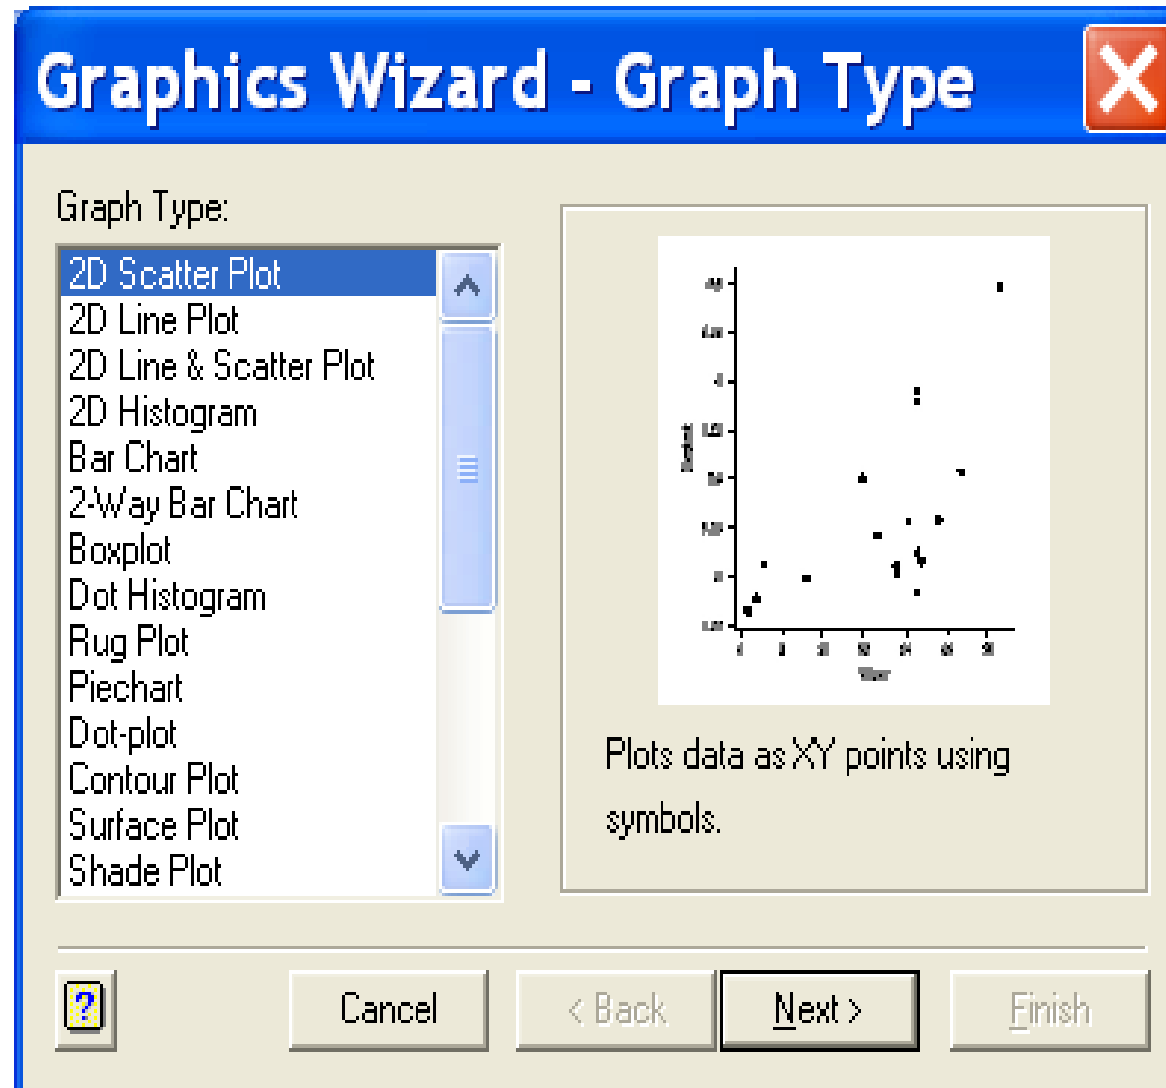 Graphics Wizard - Graph Type
Graph Type:
2D Scatter Plot
2D Line Plot
2D Line & Scatter Plot
2D Histogram
Bar Chart
2-Way Bar Chart
Boxplot
Dot Histogram
Rug Plot
Piechart
Dot-plot
Contour Plot
Surface Plot
Shade Plot
Plots data as XY points using
symbols.
?
Cancel
< Back
Next >
Finish